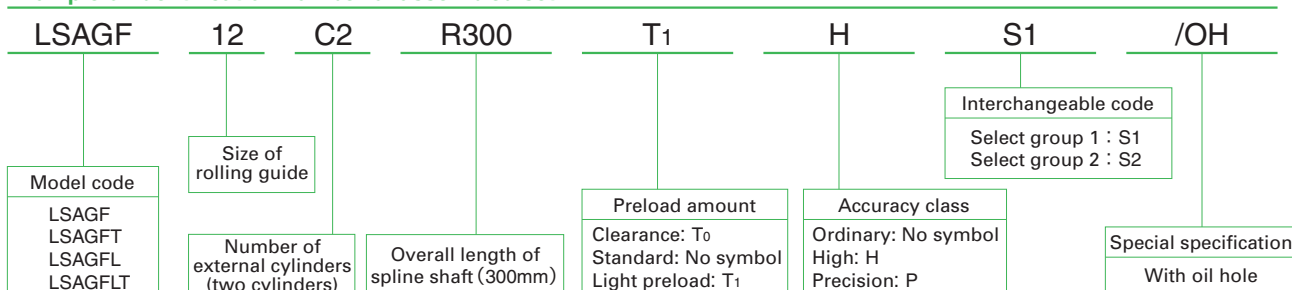 LSAGF 12 C2 R300 T1 H S1 /OH
Interchangeable code
Select group 1：S1
Select group 2：S2
Size of
rolling guide
Model code
LSAGF
LSAGFT
LSAGFL
LSAGFLT
Number of
external cylinders
(two cylinders)
Overall length of
spline shaft (300mm)
Preload amount
Clearance: T0
Standard: No symbol
Light preload: T1
Accuracy class
Ordinary: No symbol
High: H
Precision: P
Special specification
With oil hole